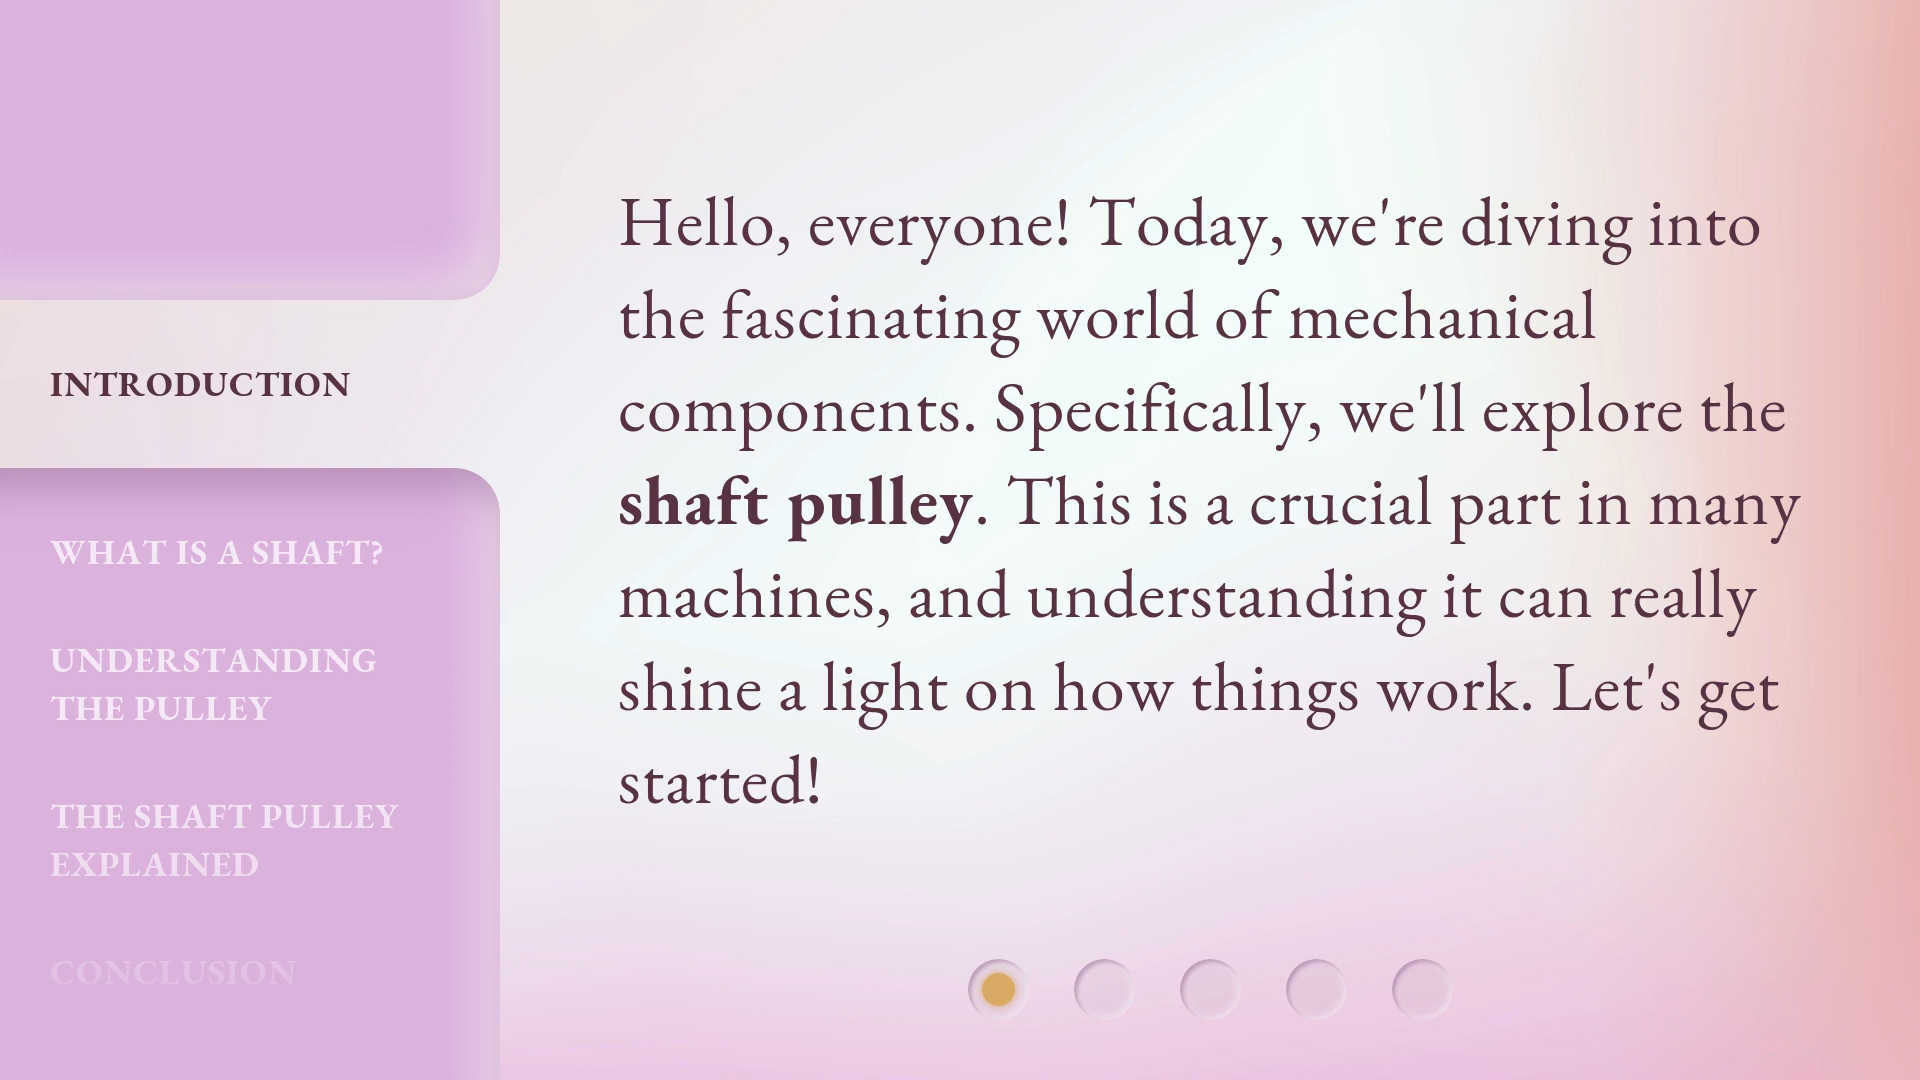 INTRODUCTION
WHAT IS A SHAFT?
UNDERSTANDING
THE PULLEY
THE SHAFT PULLEY
EXPLAINED
CONCLUSION
Hello, everyone! Today, we're diving into
the fascinating world of mechanical
components. Specifically, we'll explore the
shaft pulley. This is a crucial part in many
machines, and understanding it can really
shine a light on how things work. Let's get
started!